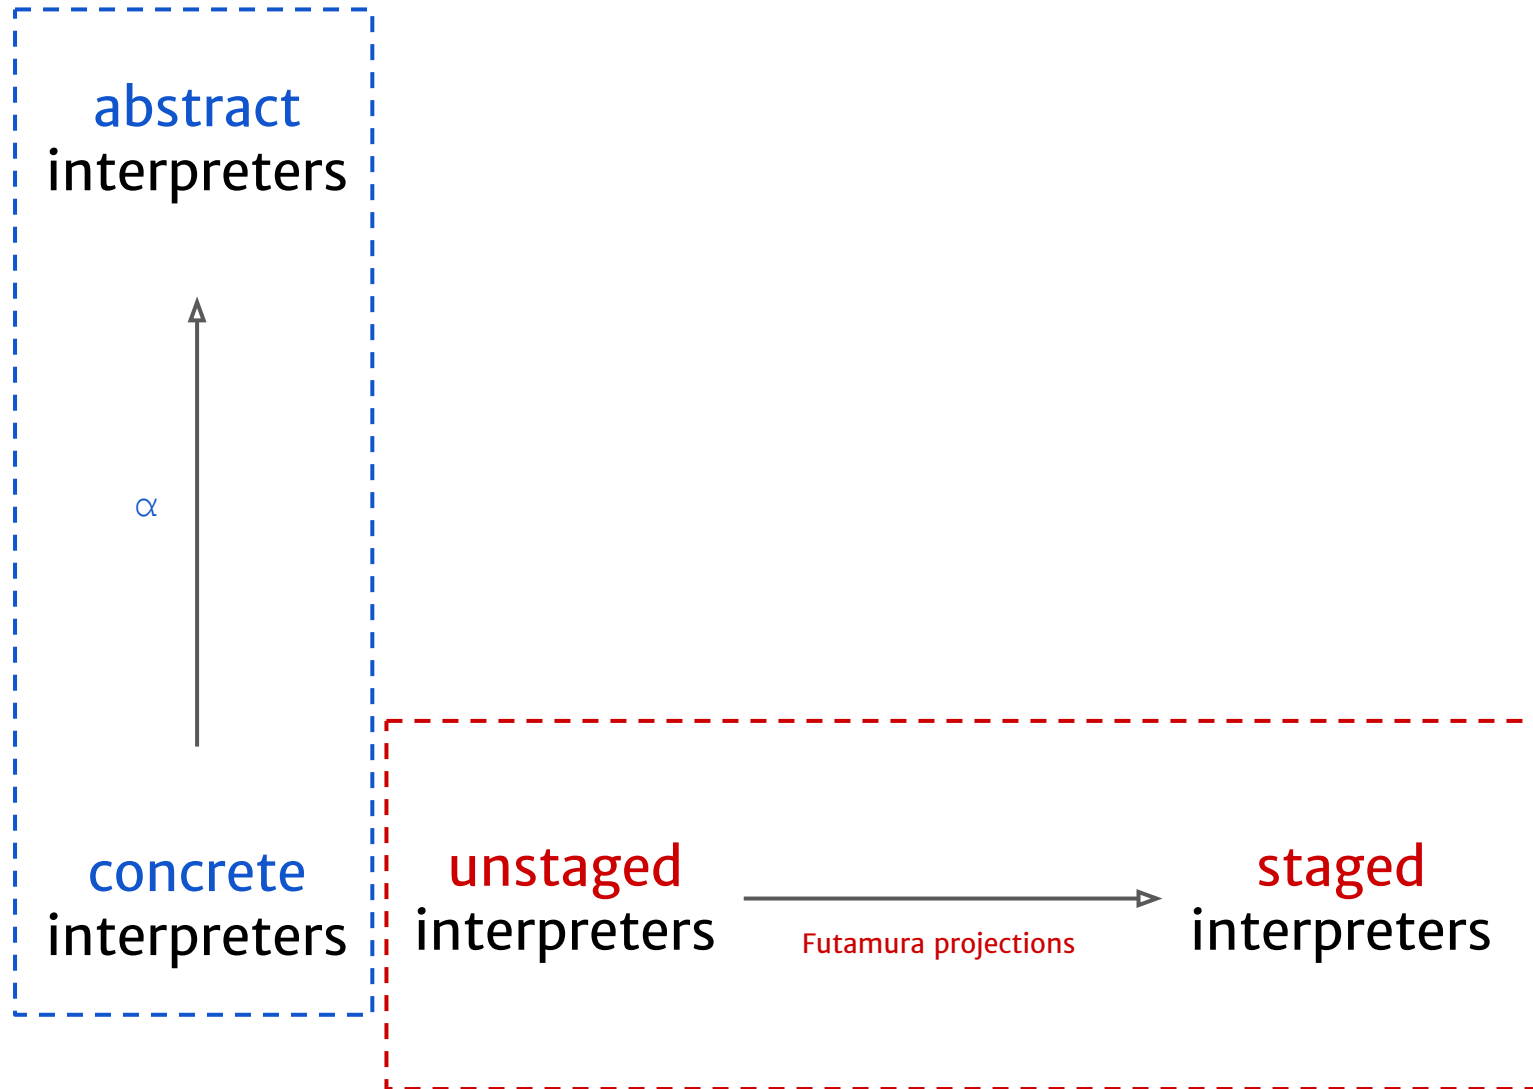 abstract
interpreters
α
concrete
interpreters
unstaged
interpreters
Futamura projections
staged
interpreters